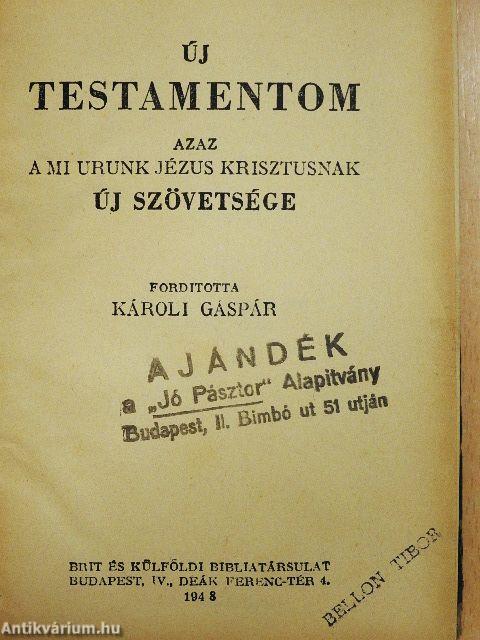 ÚJ
TESTAMENTOM
AZAZ
A MI URUNK JÉZUS KRISZTUSNAK
ÚJ SZÖVETSÉGE
FORDITOTTA
KÁROLI GÁSPÁR
AJÁNDÉK
a „Jó Pásztor" Alapitvány
Budapest, II. Bimbó ut 51 utján
BRIT ÉS KÜLFÖLDI BIBLIATÁRSULAT
BUDAPEST, IV., DEÁK FERENC-TÉR 4.
1948
BELLON TIBOR
Antikvárium.hu